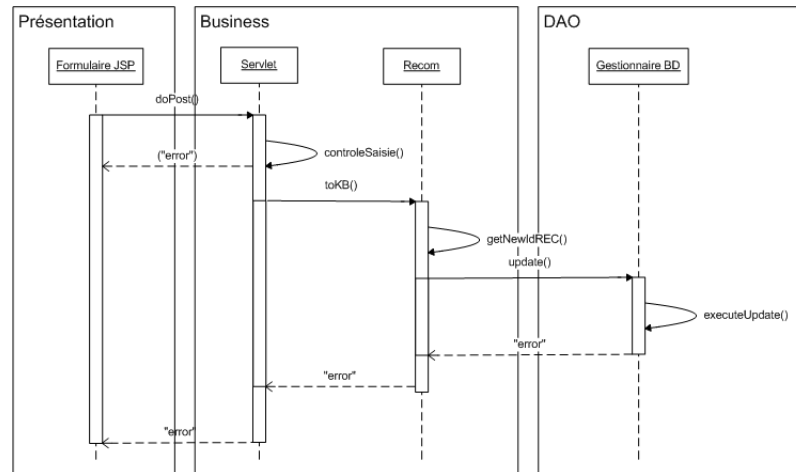 Présentation
Business
DAO
Formulaire JSP
Servlet
Recom
Gestionnaire BD
doPost()
controleSaisie()
("error")
toKB()
getNewIdREC()
update()
executeUpdate()
"error"
"error"
"error"